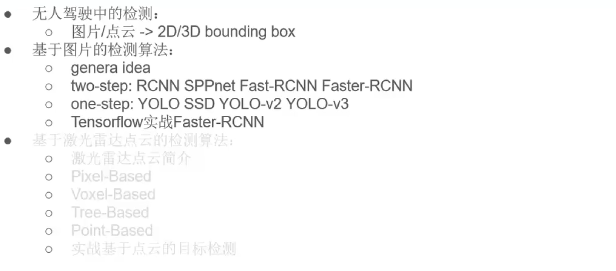 无人驾驶中的检测：
图片/点云 -> 2D/3D bounding box
基于图片的检测算法：
genera idea
two-step: RCNN SPPnet Fast-RCNN Faster-RCNN
one-step: YOLO SSD YOLO-v2 YOLO-v3
Tensorflow实战Faster-RCNN
基于激光雷达点云的检测算法：
激光雷达点云简介
Pixel-Based
Voxel-Based
Tree-Based
Point-Based
实战基于点云的目标检测